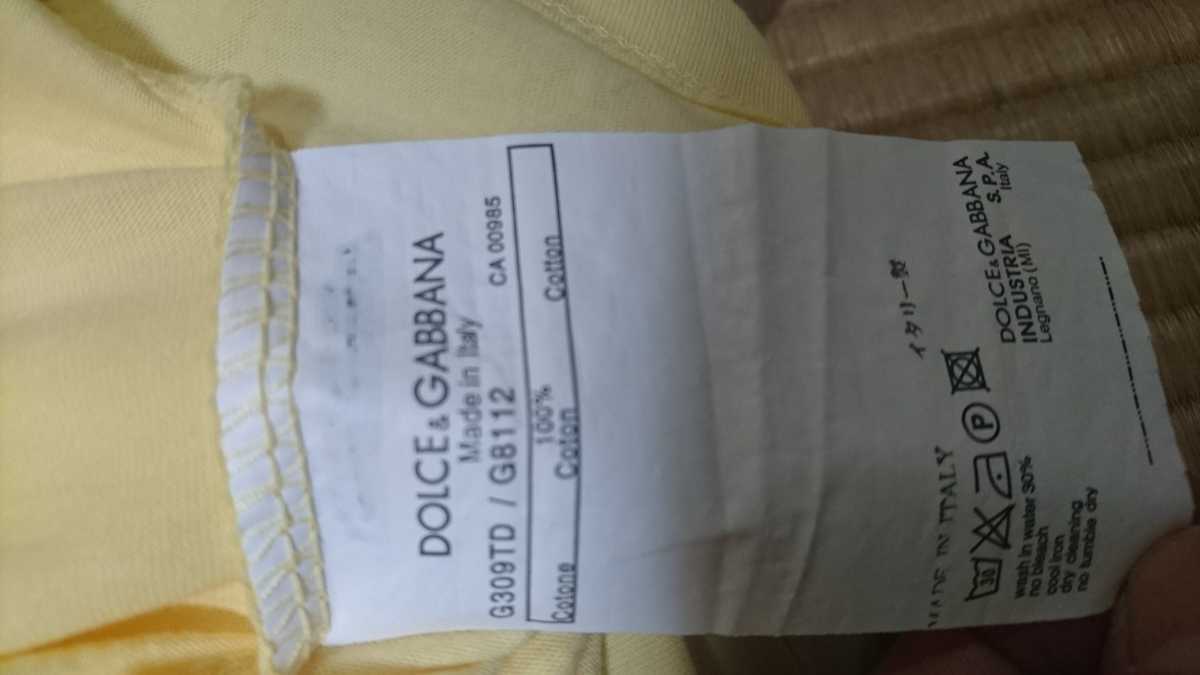 DOLCE & GABBANA
Made in Italy
G309TD / G8112 CA 00985
100%
Cotone Coton Cotton
イタリー製
MADE IN ITALY
30 P
wash in water 30%
no bleach
cool iron
dry cleaning
no tumble dry
DOLCE & GABBANA
INDUSTRIA S.P.A.
Legnano (MI) Italy